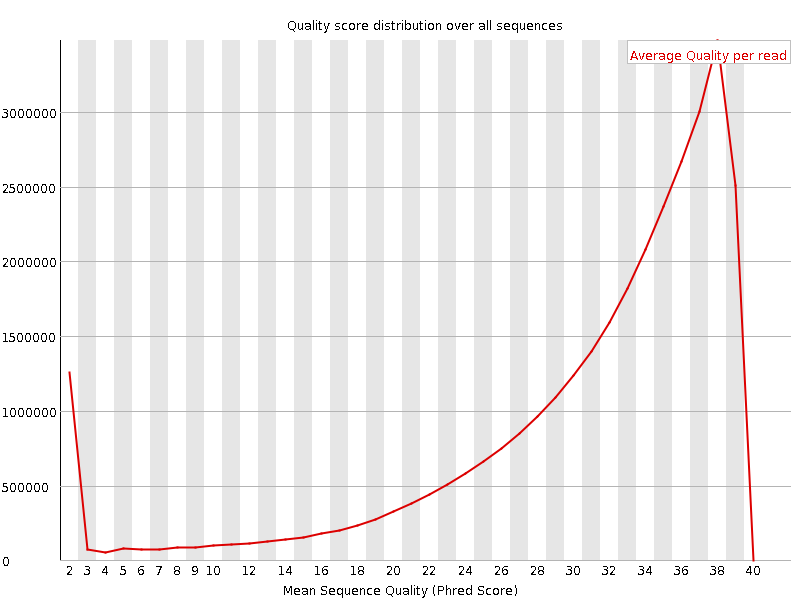 Quality score distribution over all sequences
Average Quality per read
3000000
2500000
2000000
1500000
1000000
500000
0
2 3 4 5 6 7 8 9 10 12 14 16 18 20 22 24 26 28 30 32 34 36 38 40
Mean Sequence Quality (Phred Score)